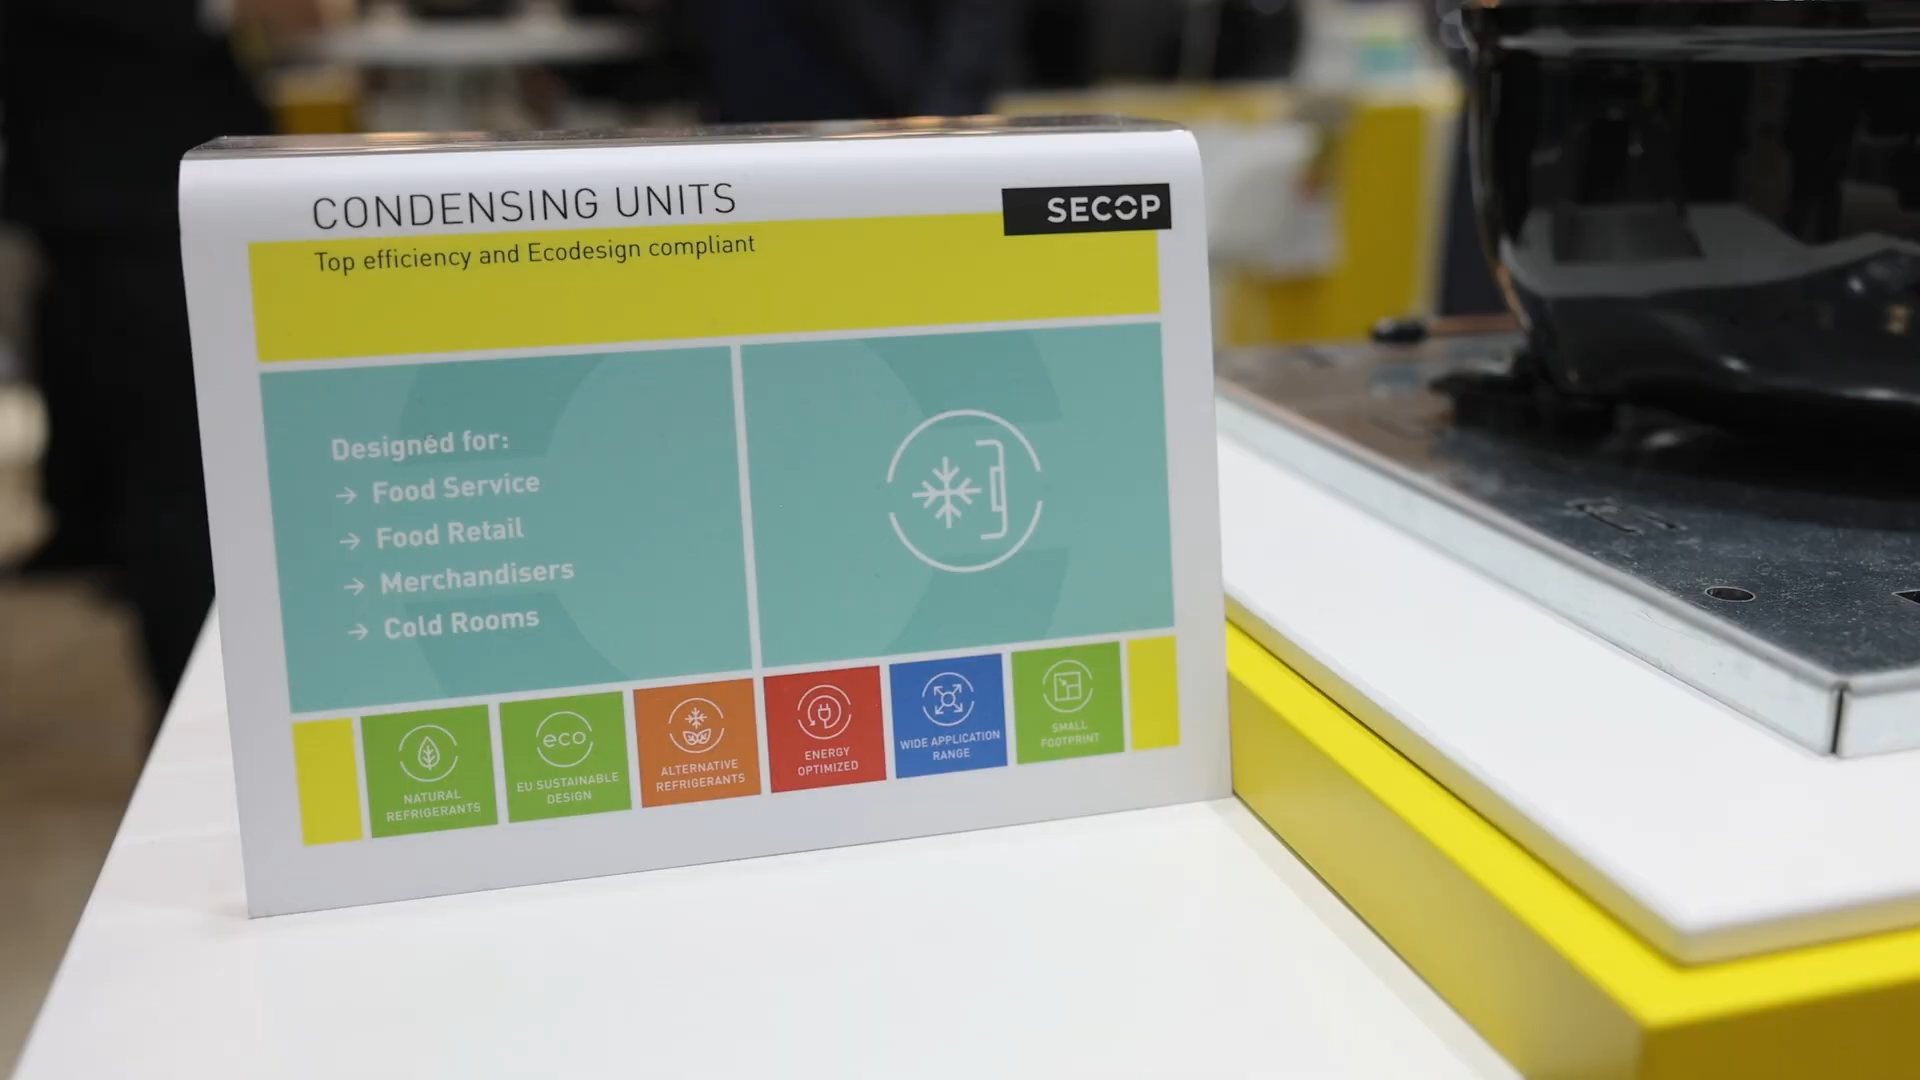 CONDENSING UNITS
SECOP
Top efficiency and Ecodesign compliant
Designed for:
→ Food Service
→ Food Retail
→ Merchandisers
→ Cold Rooms
NATURAL
REFRIGERANTS
eco
EU SUSTAINABLE
DESIGN
ALTERNATIVE
REFRIGERANTS
ENERGY
OPTIMIZED
WIDE APPLICATION
RANGE
SMALL
FOOTPRINT